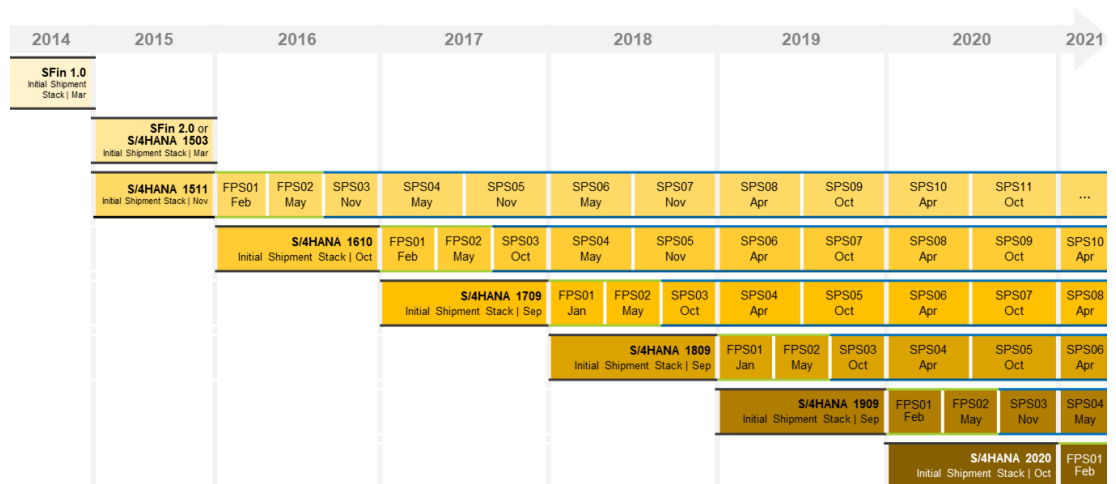 2014 2015 2016 2017 2018 2019 2020 2021
SFin 1.0
Initial Shipment
Stack | Mar
SFin 2.0 or
S/4HANA 1503
Initial Shipment Stack | Mar
S/4HANA 1511
Initial Shipment Stack | Nov
FPS01 FPS02 SPS03 SPS04 SPS05 SPS06 SPS07 SPS08 SPS09 SPS10 SPS11 ...
Feb May Nov May Nov May Nov Apr Oct Apr Oct
S/4HANA 1610
Initial Shipment Stack | Oct
FPS01 FPS02 SPS03 SPS04 SPS05 SPS06 SPS07 SPS08 SPS09 SPS10
Feb May Oct May Nov Apr Oct Apr Oct Apr
S/4HANA 1709
Initial Shipment Stack | Sep
FPS01 FPS02 SPS03 SPS04 SPS05 SPS06 SPS07 SPS08
Jan May Oct Apr Oct Apr Oct Apr
S/4HANA 1809
Initial Shipment Stack | Sep
FPS01 FPS02 SPS03 SPS04 SPS05 SPS06
Jan May Oct Apr Oct Apr
S/4HANA 1909
Initial Shipment Stack | Sep
FPS01 FPS02 SPS03 SPS04
Feb May Nov May
S/4HANA 2020
Initial Shipment Stack | Oct
FPS01
Feb